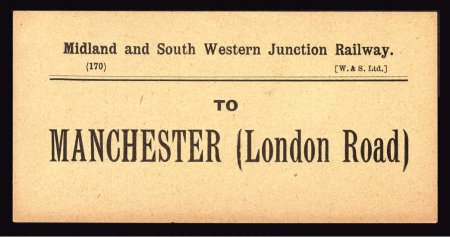 Midland and South Western Junction Railway.
(170) [W. & S. Ltd.]
TO
MANCHESTER (London Road)